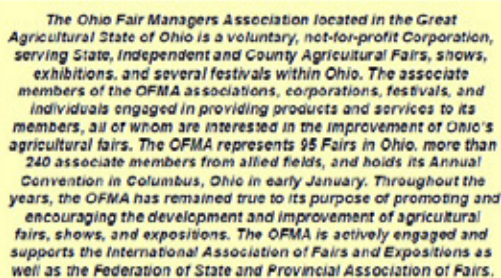 The Ohio Fair Managers Association located in the Great
Agricultural State of Ohio is a voluntary, not-for-profit Corporation,
serving State, Independent and County Agricultural Fairs, shows,
exhibitions, and several festivals within Ohio. The associate
members of the OFMA associations, corporations, festivals, and
individuals engaged in providing products and services to its
members, all of whom are interested in the improvement of Ohio's
agricultural fairs. The OFMA represents 95 Fairs in Ohio, more than
240 associate members from allied fields, and holds its Annual
Convention in Columbus, Ohio in early January. Throughout the
years, the OFMA has remained true to its purpose of promoting and
encouraging the development and improvement of agricultural
fairs, shows, and expositions. The OFMA is actively engaged and
supports the International Association of Fairs and Expositions as
well as the Federation of State and Provincial Association of Fairs